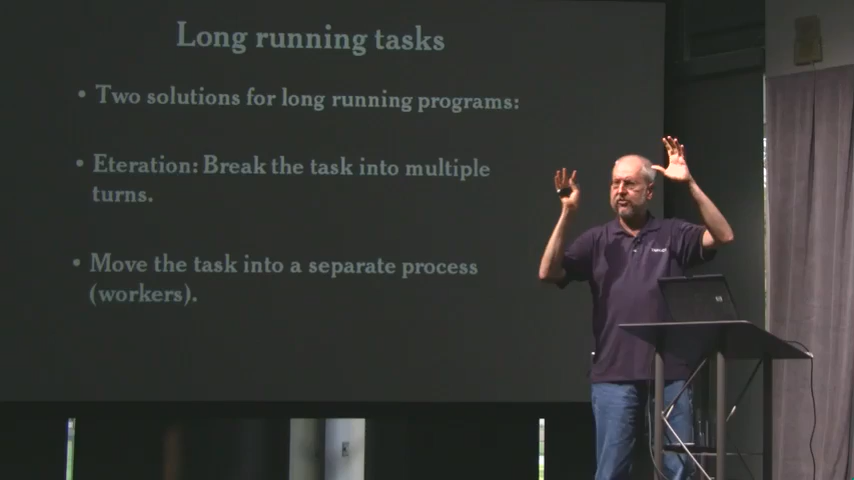 Long running tasks
• Two solutions for long running programs:
• Eteration: Break the task into multiple
turns.
• Move the task into a separate process
(workers).